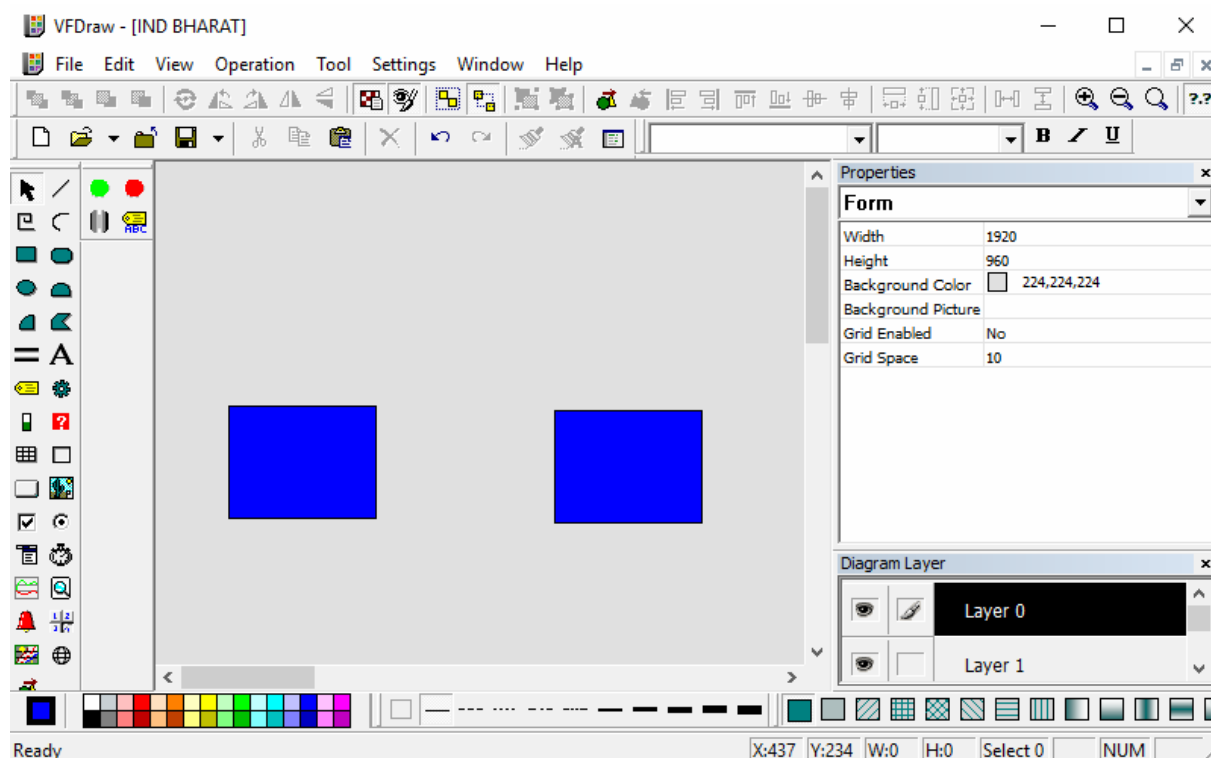 VFDraw - [IND BHARAT]
File Edit View Operation Tool Settings Window Help
?.?
B I U
ABC
A
?
Properties
Form
Width 1920
Height 960
Background Color 224,224,224
Background Picture
Grid Enabled No
Grid Space 10
Diagram Layer
Layer 0
Layer 1
Ready X:437 Y:234 W:0 H:0 Select 0 NUM